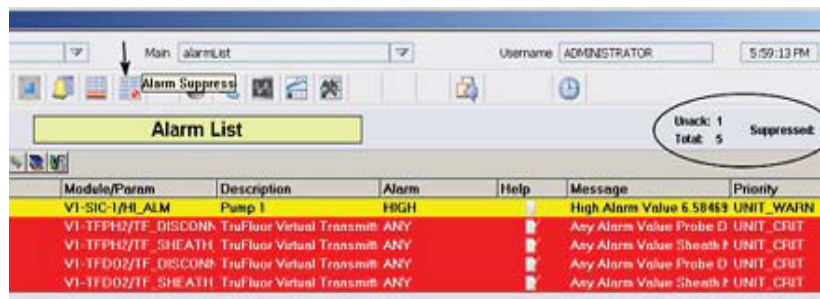 Main alarmList Username ADMINISTRATOR 5:59:13 PM
Alarm Suppress
Alarm List
Unack: 1
Total: 5
Suppressed:
Module/Param Description Alarm Help Message Priority
V1-SIC-1/HI_ALM Pump 1 HIGH High Alarm Value 6.58469 UNIT_WARN
V1-TFPH2/TF_DISCONN TruFluor Virtual Transmitt ANY Any Alarm Value Probe D UNIT_CRIT
V1-TFPH2/TF_SHEATH_ TruFluor Virtual Transmitt ANY Any Alarm Value Sheath N UNIT_CRIT
V1-TFDO2/TF_DISCONN TruFluor Virtual Transmitt ANY Any Alarm Value Probe D UNIT_CRIT
V1-TFDO2/TF_SHEATH_ TruFluor Virtual Transmitt ANY Any Alarm Value Sheath N UNIT_CRIT